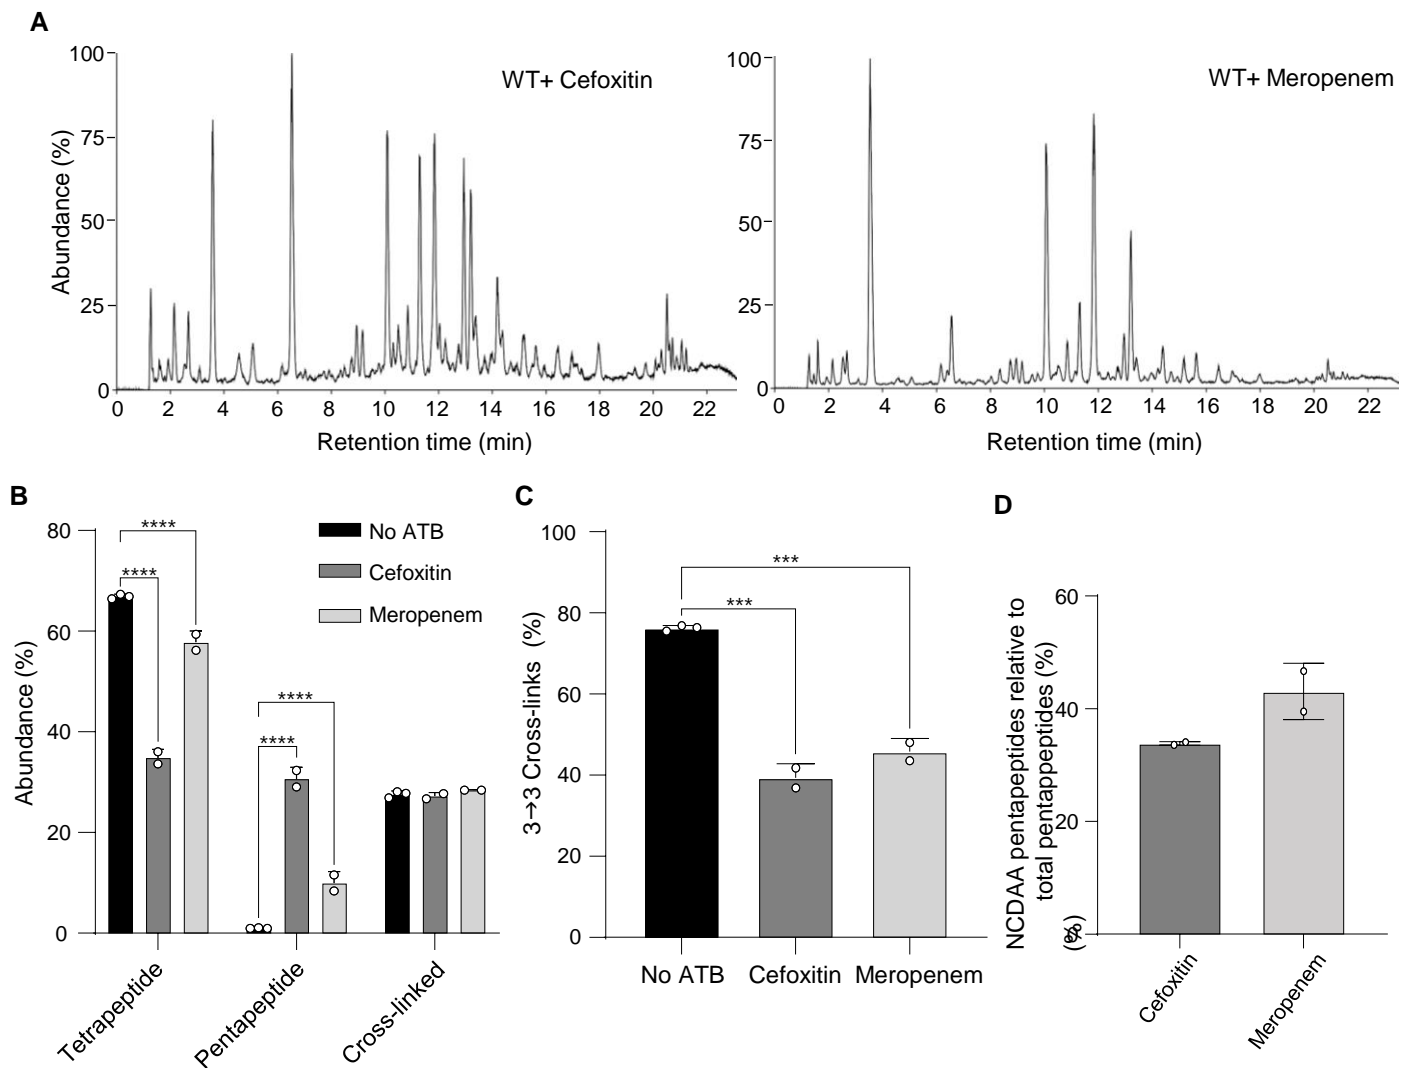 A
WT+ Cefoxitin
Abundance (%)
100
75
50
25
0
0 2 4 6 8 10 12 14 16 18 20 22
Retention time (min)
WT+ Meropenem
100
75
50
25
0
0 2 4 6 8 10 12 14 16 18 20 22
Retention time (min)
B
Abundance (%)
80
60
40
20
0
****
****
****
****
No ATB
Cefoxitin
Meropenem
Tetrapeptide
Pentapeptide
Cross-linked
C
3→3 Cross-links (%)
100
80
60
40
20
0
***
***
No ATB Cefoxitin Meropenem
D
NCDAA pentapeptides relative to
total pentappeptides (%)
(%)
60
40
20
0
Cefoxitin
Meropenem